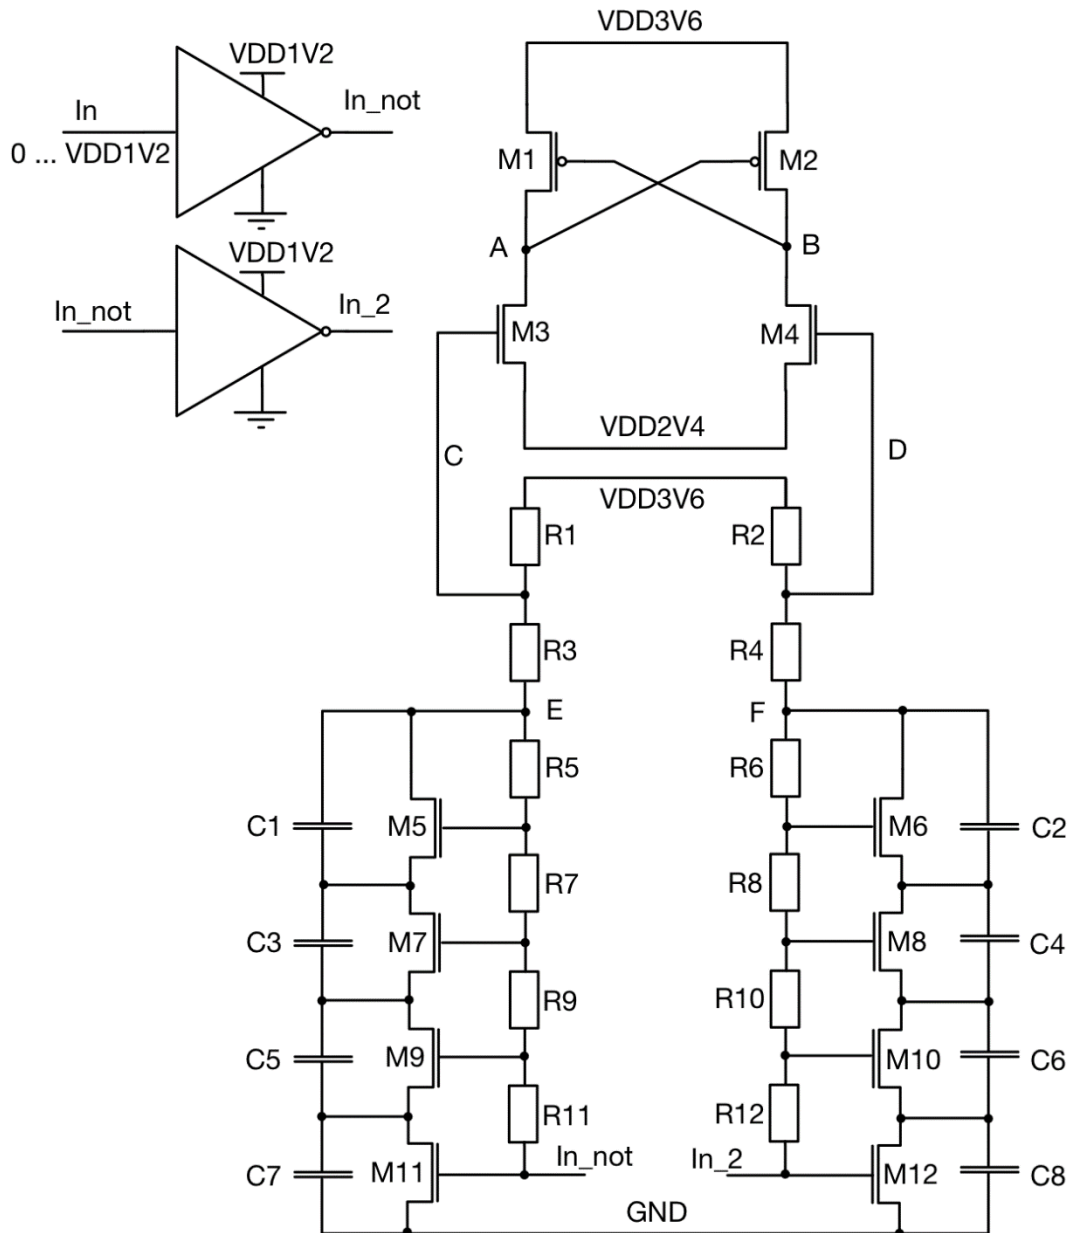 VDD3V6
VDD1V2
In
In_not
0 ... VDD1V2
M1
M2
A
B
VDD1V2
In_not
In_2
M3
M4
VDD2V4
C
D
VDD3V6
R1
R2
R3
R4
E
F
R5
R6
C1
M5
M6
C2
R7
R8
C3
M7
M8
C4
R9
R10
C5
M9
M10
C6
R11
R12
In_not
In_2
C7
M11
M12
C8
GND